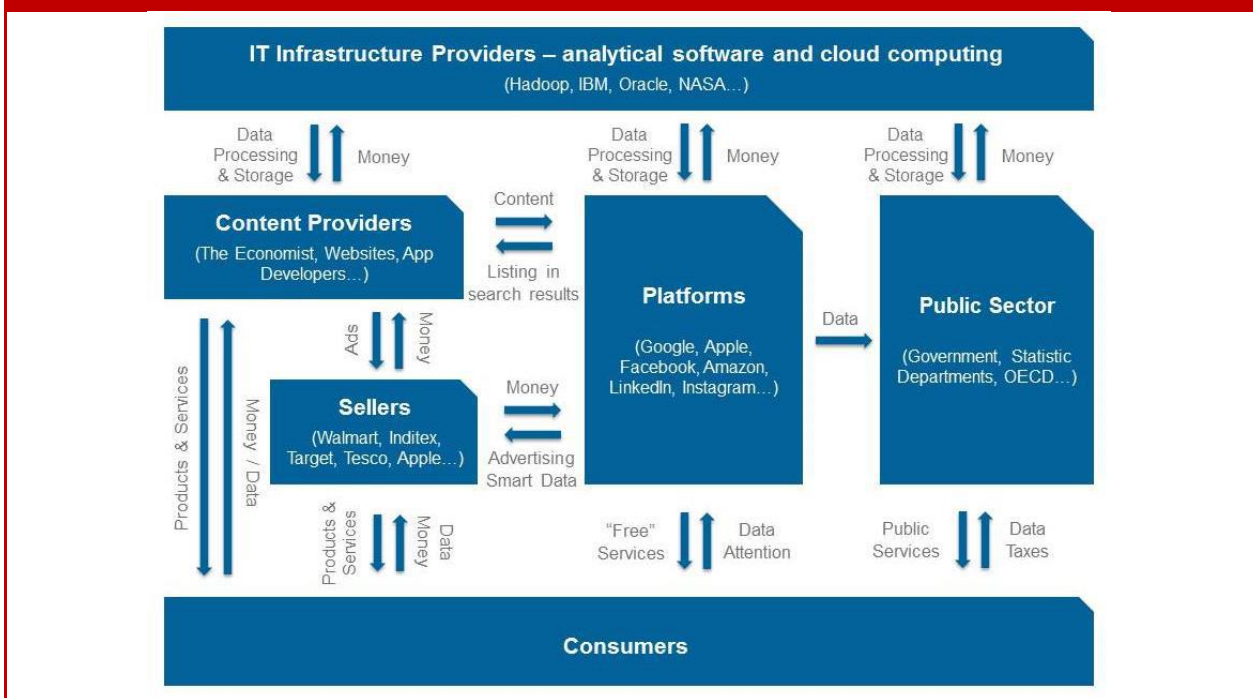 IT Infrastructure Providers – analytical software and cloud computing
(Hadoop, IBM, Oracle, NASA...)
Data
Processing
& Storage
Money
Data
Processing
& Storage
Money
Data
Processing
& Storage
Money
Content Providers
(The Economist, Websites, App
Developers...)
Content
Listing in
search results
Platforms
(Google, Apple,
Facebook, Amazon,
LinkedIn, Instagram...)
Data
Public Sector
(Government, Statistic
Departments, OECD...)
Products & Services
Money / Data
Ads
Money
Sellers
(Walmart, Inditex,
Target, Tesco, Apple...)
Money
Advertising
Smart Data
Products &
Services
Data
Money
“Free”
Services
Data
Attention
Public
Services
Data
Taxes
Consumers